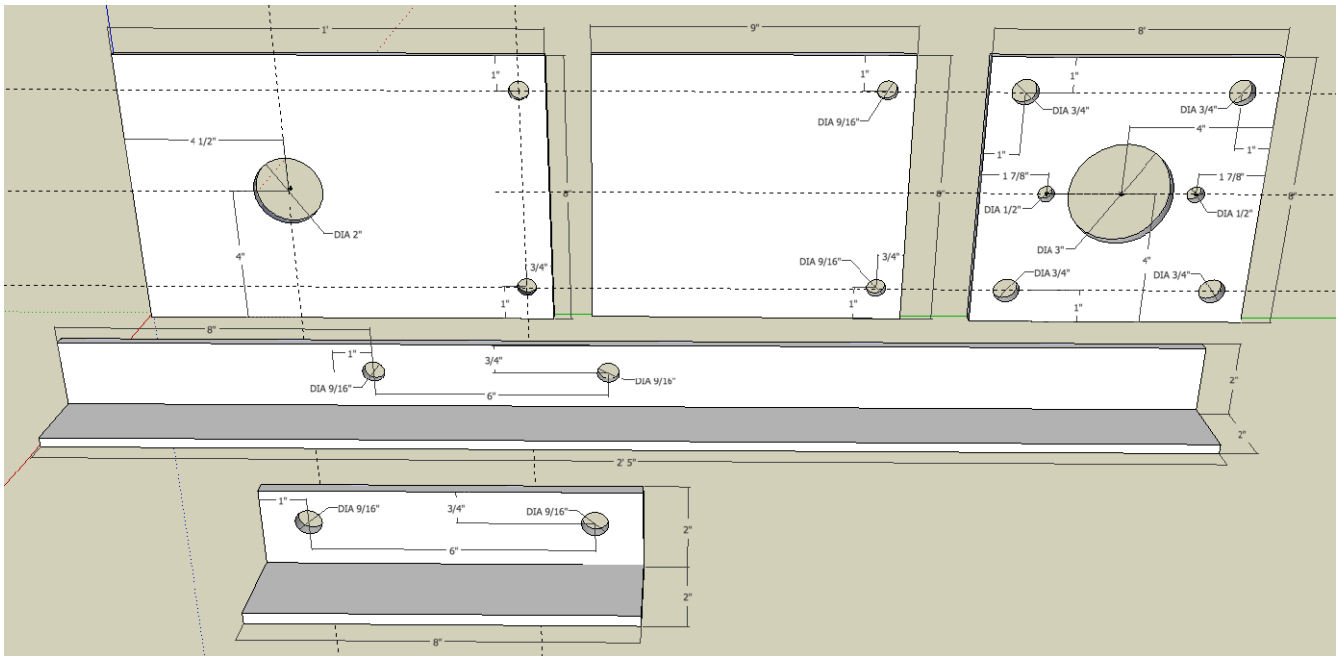 1'
9"
8'
1"
1"
1"
DIA 9/16"
DIA 3/4"
DIA 3/4"
4 1/2"
4"
1"
1"
8"
8"
8"
1 7/8"
1 7/8"
DIA 1/2"
DIA 1/2"
DIA 2"
DIA 3"
4"
4"
3/4"
DIA 9/16"
3/4"
DIA 3/4"
DIA 3/4"
1"
1"
1"
8"
1"
3/4"
DIA 9/16"
DIA 9/16"
6"
2"
2"
2' 5"
1"
DIA 9/16"
3/4"
DIA 9/16"
2"
6"
2"
8"